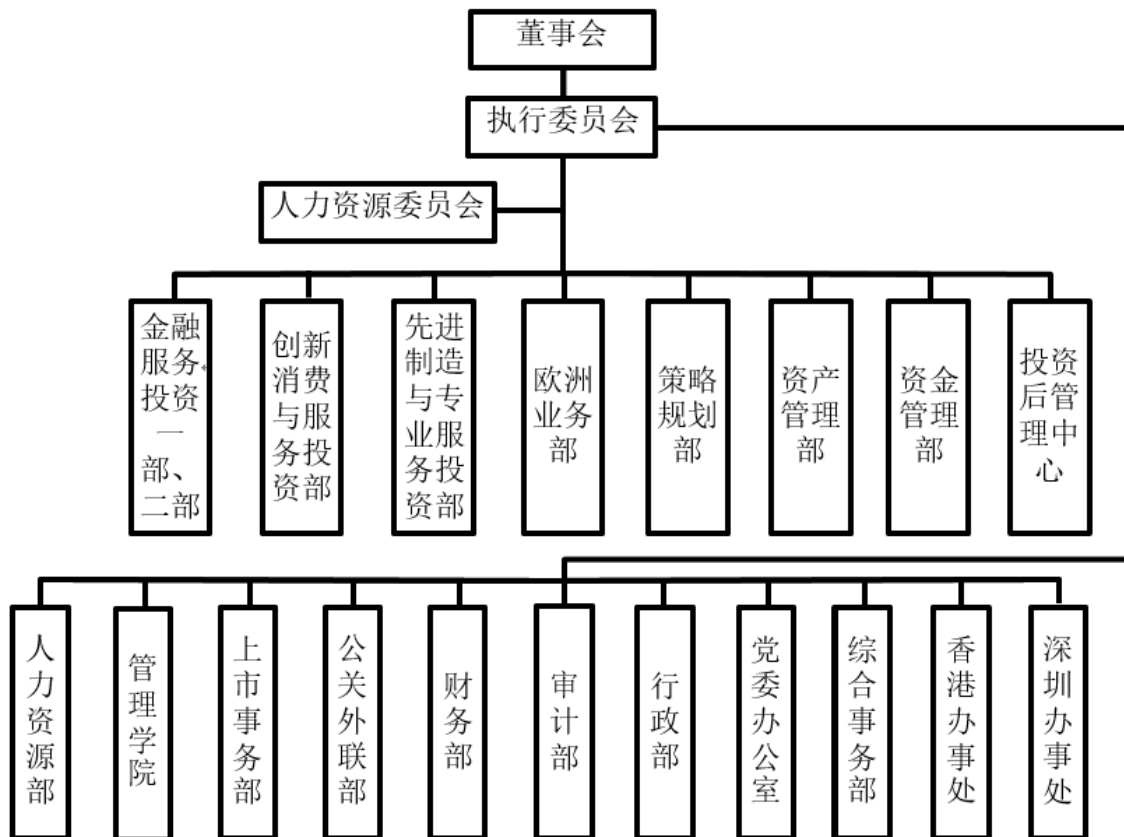 董事会
执行委员会
人力资源委员会
金融
服务
投资
一
部、
二部
创新
消费
与服
务投
资部
先进
制造
与专
业服
务投
资部
欧洲
业务
部
策略
规划
部
资产
管理
部
资金
管理
部
投资
后管
理中
心
人
力
资
源
部
管
理
学
院
上
市
事
务
部
公
关
外
联
部
财
务
部
审
计
部
行
政
部
党
委
办
公
室
综
合
事
务
部
香
港
办
事
处
深
圳
办
事
处